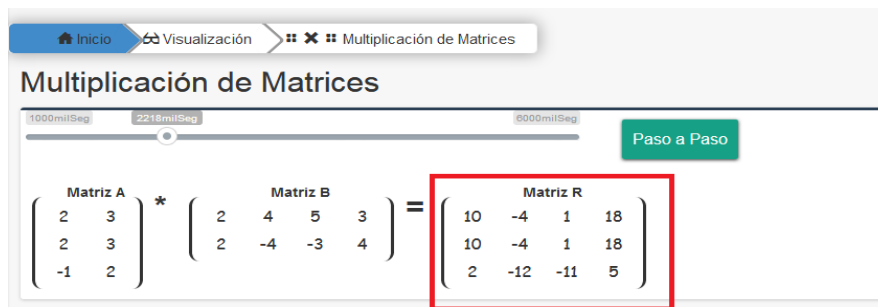 Inicio Visualización Multiplicación de Matrices
Multiplicación de Matrices
1000milSeg 2218milSeg 6000milSeg
Paso a Paso
Matriz A Matriz B Matriz R
2 3 * 2 4 5 3 = 10 -4 1 18
2 3 2 -4 -3 4 10 -4 1 18
-1 2 2 -12 -11 5